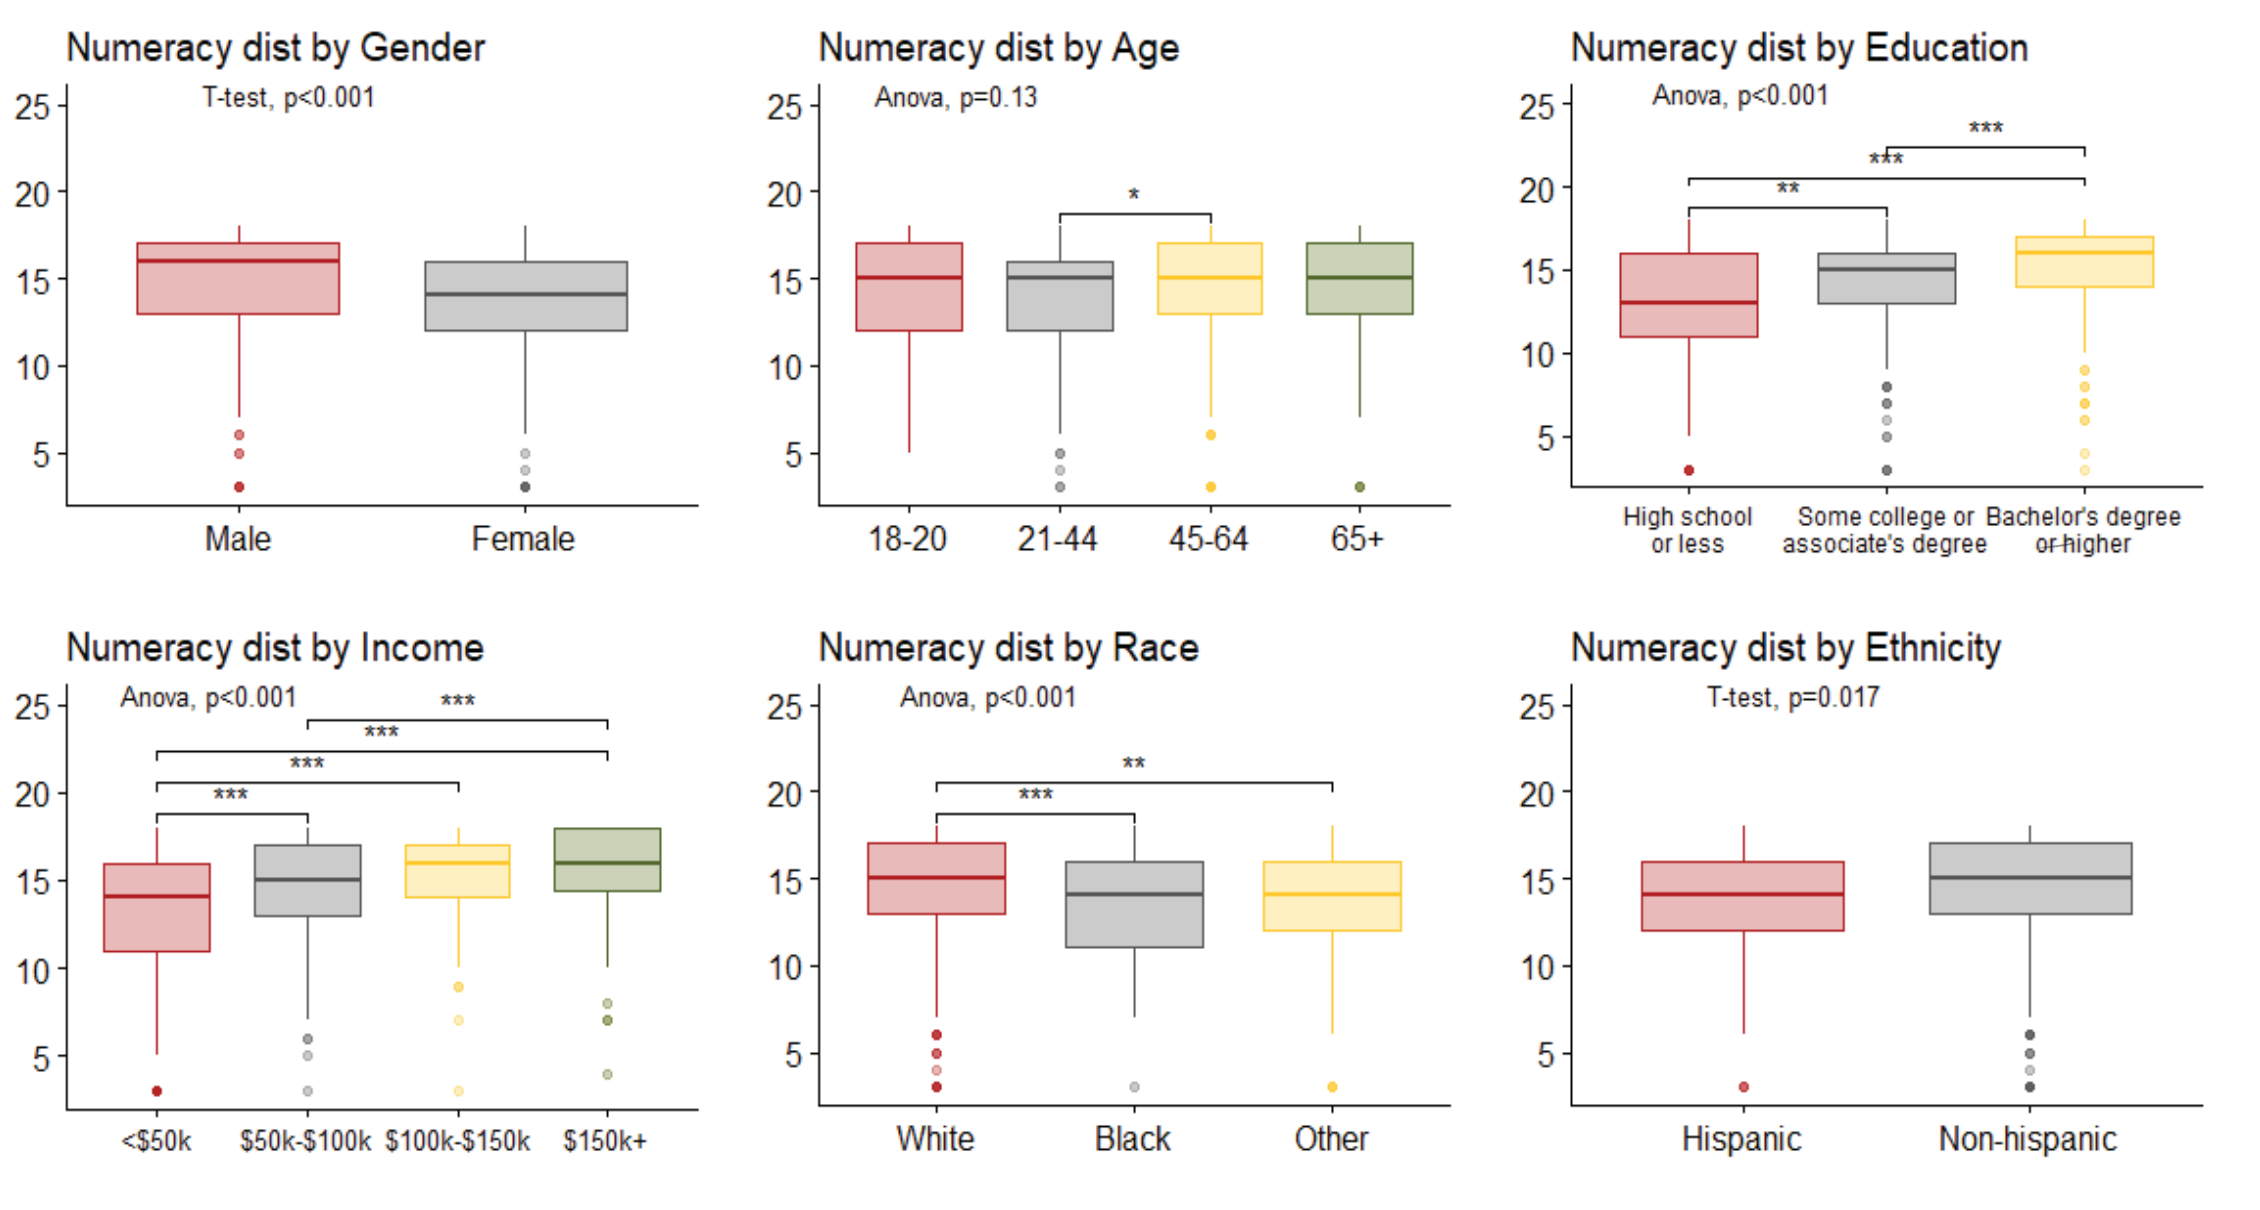 Numeracy dist by Gender
T-test, p<0.001
25
20
15
10
5
Male Female
Numeracy dist by Age
Anova, p=0.13
*
25
20
15
10
5
18-20 21-44 45-64 65+
Numeracy dist by Education
Anova, p<0.001
***
***
**
25
20
15
10
5
High school
or less
Some college or
associate's degree
Bachelor's degree
or higher
Numeracy dist by Income
Anova, p<0.001
***
***
***
***
25
20
15
10
5
<$50k $50k-$100k $100k-$150k $150k+
Numeracy dist by Race
Anova, p<0.001
**
***
25
20
15
10
5
White Black Other
Numeracy dist by Ethnicity
T-test, p=0.017
25
20
15
10
5
Hispanic Non-hispanic